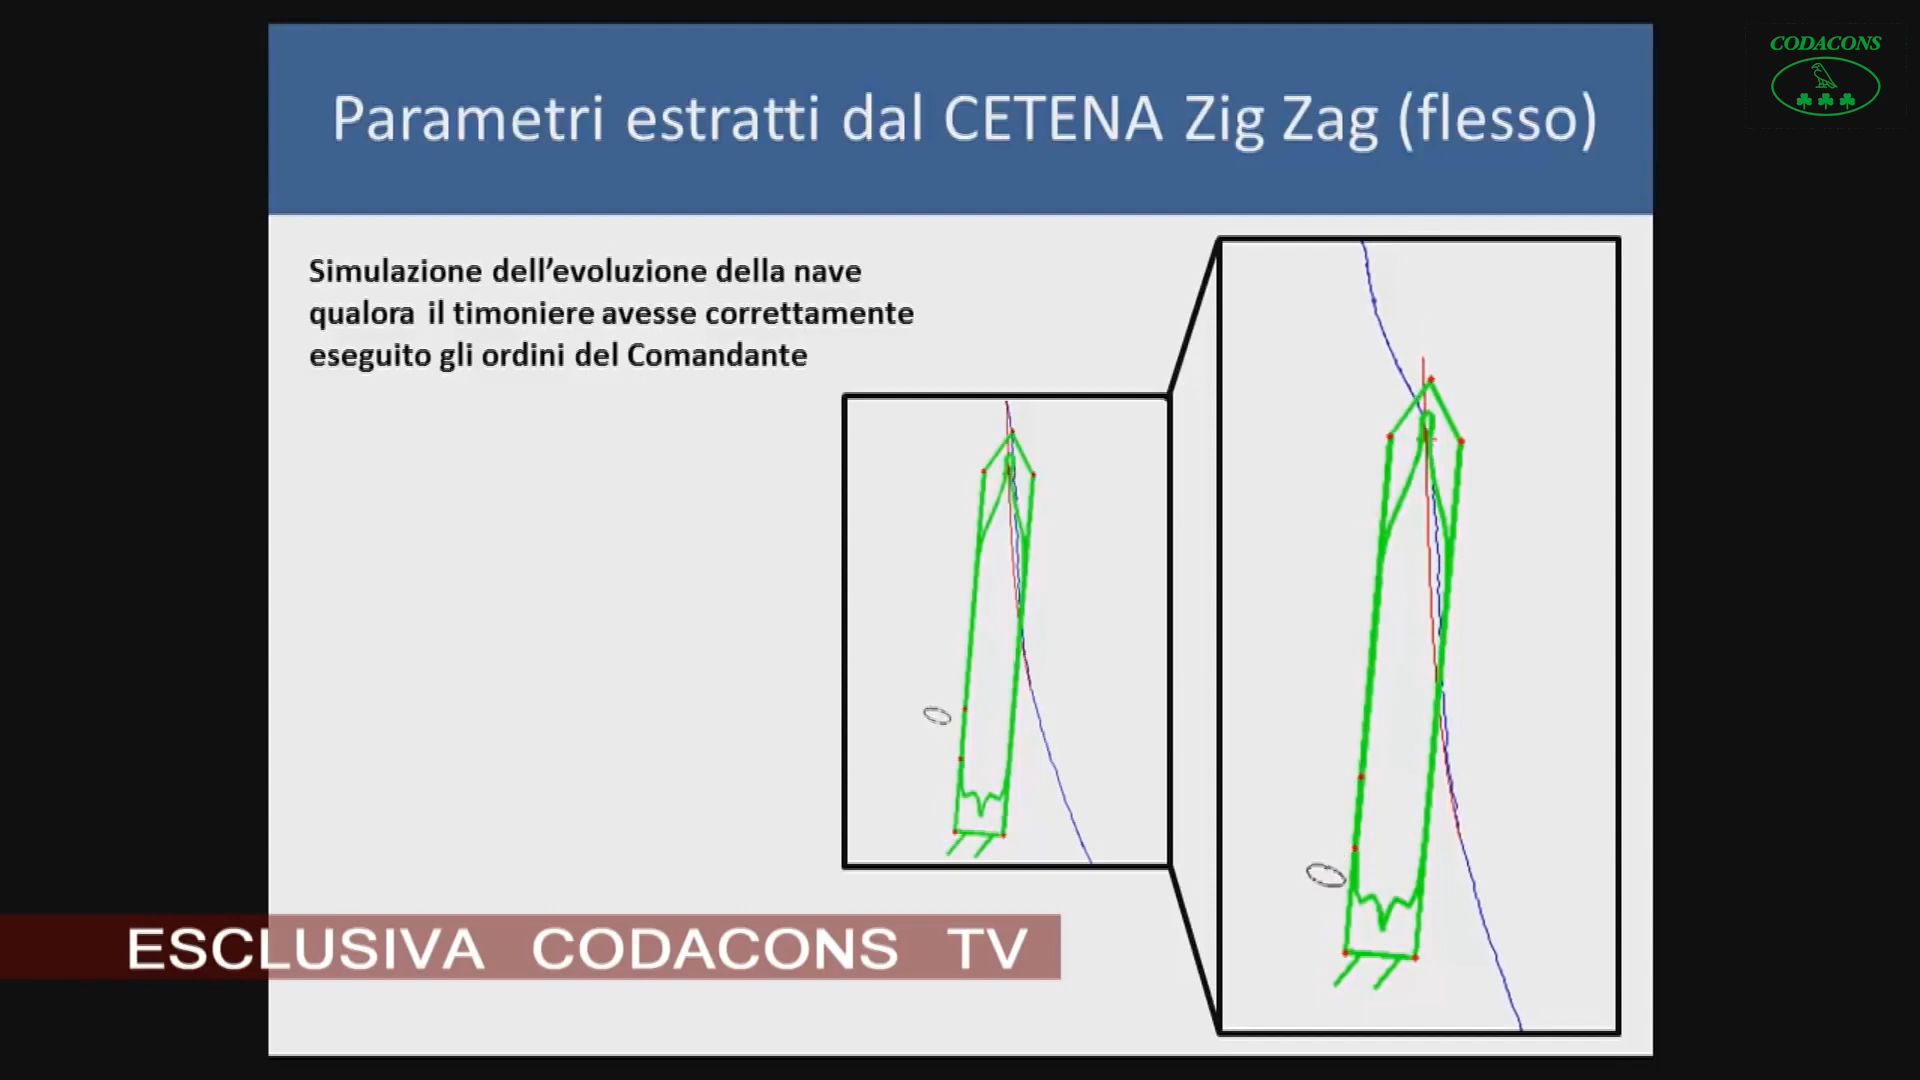 CODACONS
Parametri estratti dal CETENA Zig Zag (flesso)
Simulazione dell’evoluzione della nave
qualora il timoniere avesse correttamente
eseguito gli ordini del Comandante
ESCLUSIVA CODACONS TV